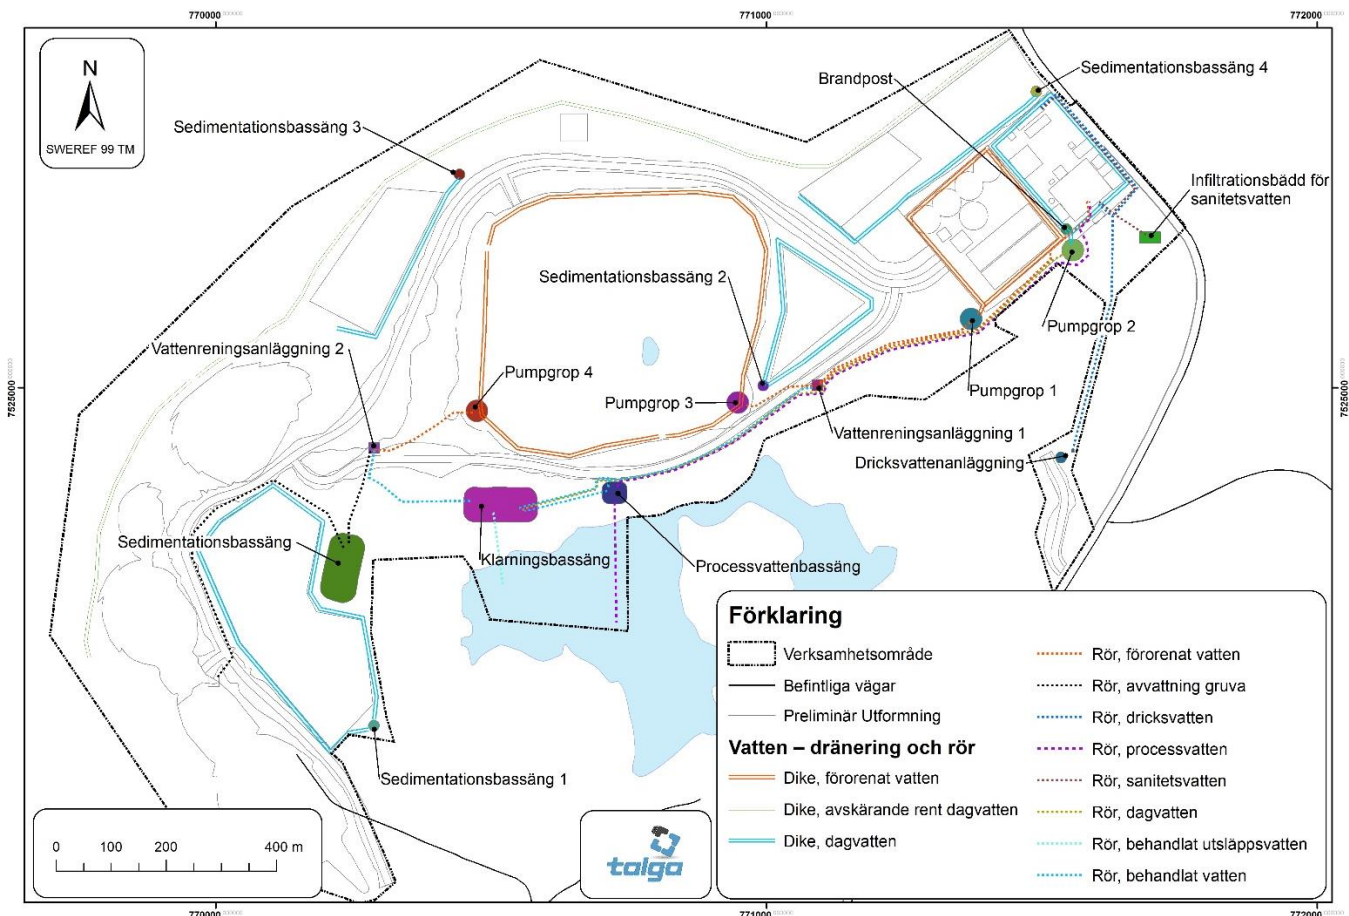 770000
771000
772000
N
SWEREF 99 TM
Sedimentationsbassäng 3
Brandpost
Sedimentationsbassäng 4
Infiltrationsbädd för
sanitetsvatten
Sedimentationsbassäng 2
Pumpgrop 2
Vattenreningsanläggning 2
Pumpgrop 4
Pumpgrop 3
Pumpgrop 1
7525000
7525000
Vattenreningsanläggning 1
Dricksvattenanläggning
Sedimentationsbassäng
Klarningsbassäng
Processvattenbassäng
Sedimentationsbassäng 1
Förklaring
Verksamhetsområde
Befintliga vägar
Preliminär Utformning
Vatten – dränering och rör
Dike, förorenat vatten
Dike, avskärande rent dagvatten
Dike, dagvatten
Rör, förorenat vatten
Rör, avvattning gruva
Rör, dricksvatten
Rör, processvatten
Rör, sanitetsvatten
Rör, dagvatten
Rör, behandlat utsläppsvatten
Rör, behandlat vatten
0 100 200 400 m
talga
770000
771000
772000